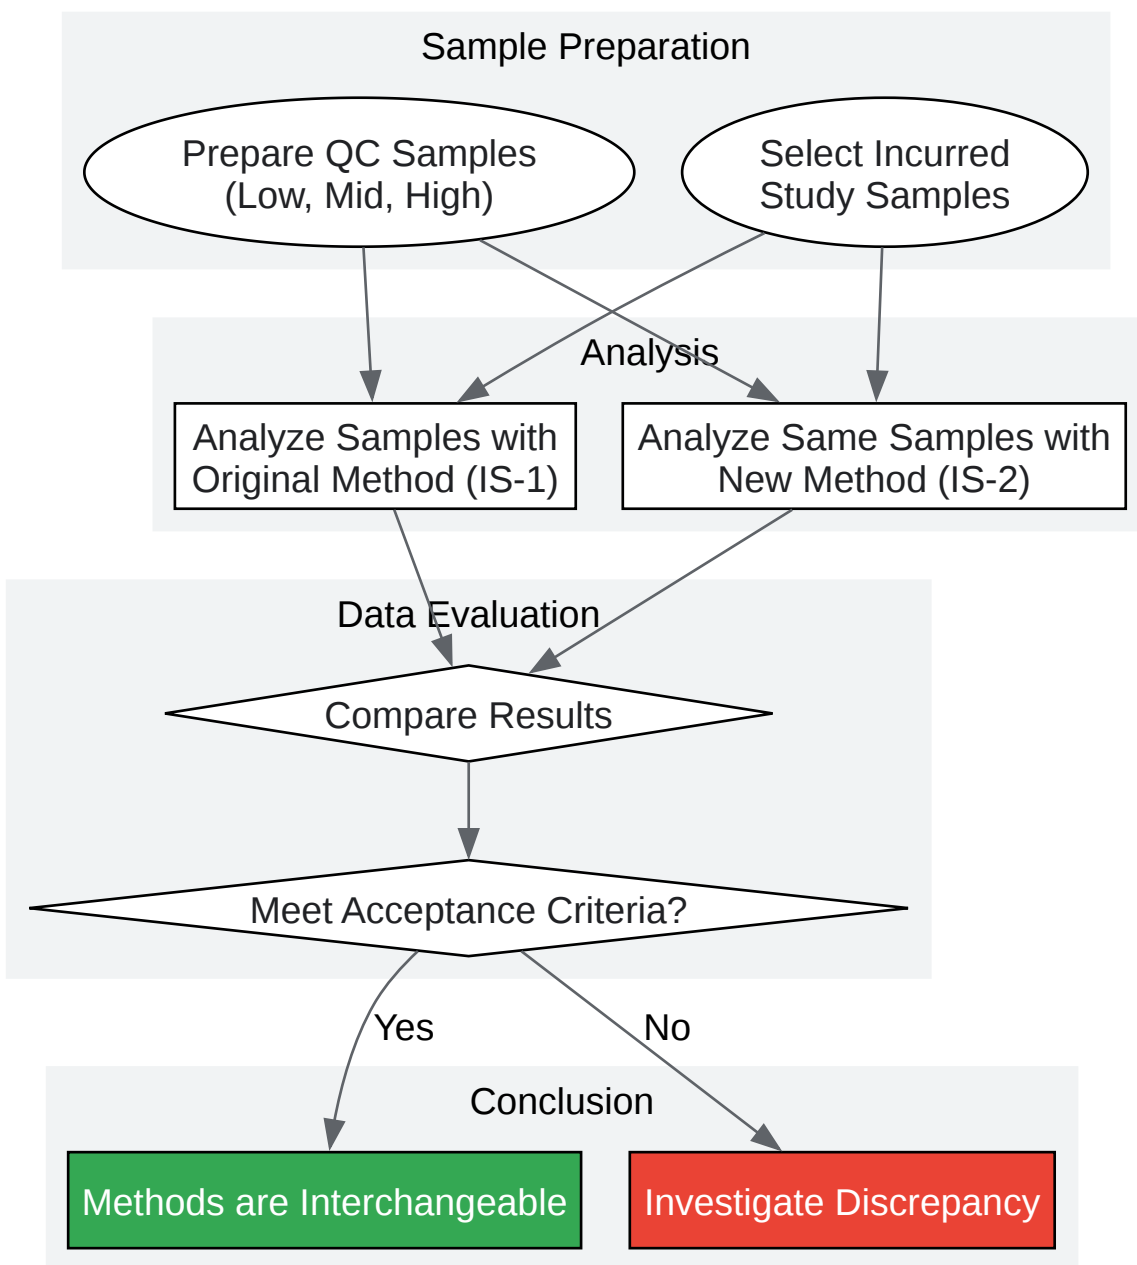 Sample Preparation
Prepare QC Samples
(Low, Mid, High)
Select Incurred
Study Samples
Analysis
Analyze Samples with
Original Method (IS-1)
Analyze Same Samples with
New Method (IS-2)
Data Evaluation
Compare Results
Meet Acceptance Criteria?
Yes
No
Conclusion
Methods are Interchangeable
Investigate Discrepancy